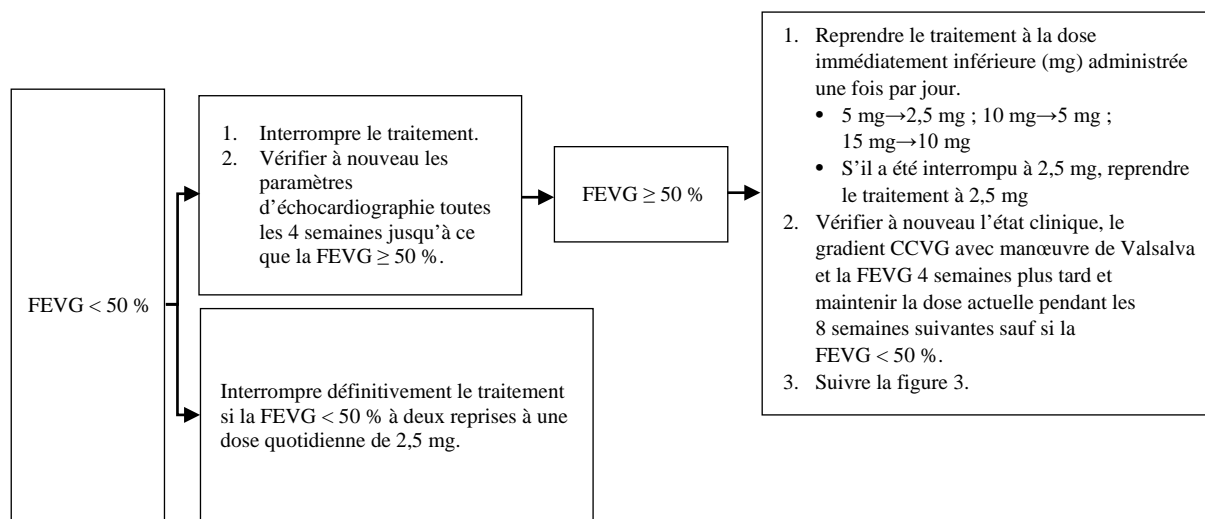 FEVG < 50 %
1. Interrompre le traitement.
2. Vérifier à nouveau les
paramètres
d’échocardiographie toutes
les 4 semaines jusqu’à ce
que la FEVG ≥ 50 %.
Interrompre définitivement le traitement
si la FEVG < 50 % à deux reprises à une
dose quotidienne de 2,5 mg.
FEVG ≥ 50 %
1. Reprendre le traitement à la dose
immédiatement inférieure (mg) administrée
une fois par jour.
• 5 mg→2,5 mg ; 10 mg→5 mg ;
15 mg→10 mg
• S’il a été interrompu à 2,5 mg, reprendre
le traitement à 2,5 mg
2. Vérifier à nouveau l’état clinique, le
gradient CCVG avec manœuvre de Valsalva
et la FEVG 4 semaines plus tard et
maintenir la dose actuelle pendant les
8 semaines suivantes sauf si la
FEVG < 50 %.
3. Suivre la figure 3.